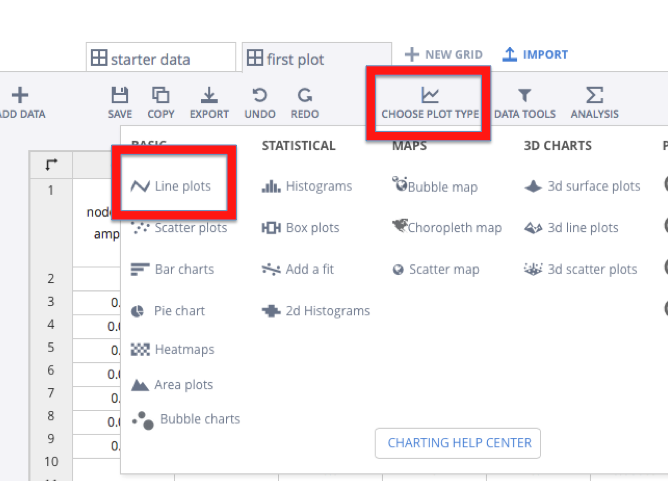 starter data first plot + NEW GRID IMPORT
DD DATA SAVE COPY EXPORT UNDO REDO CHOOSE PLOT TYPE DATA TOOLS ANALYSIS
STATISTICAL MAPS 3D CHARTS
BASIC
Line plots
Scatter plots
Bar charts
Pie chart
Heatmaps
Area plots
Bubble charts
Histograms
Box plots
Add a fit
2d Histograms
Bubble map
Choropleth map
Scatter map
3d surface plots
3d line plots
3d scatter plots
CHARTING HELP CENTER
1
node
amp
2
3 0.
4 0.0
5 0.
6 0.0
7 0.
8 0.0
9 0.
10